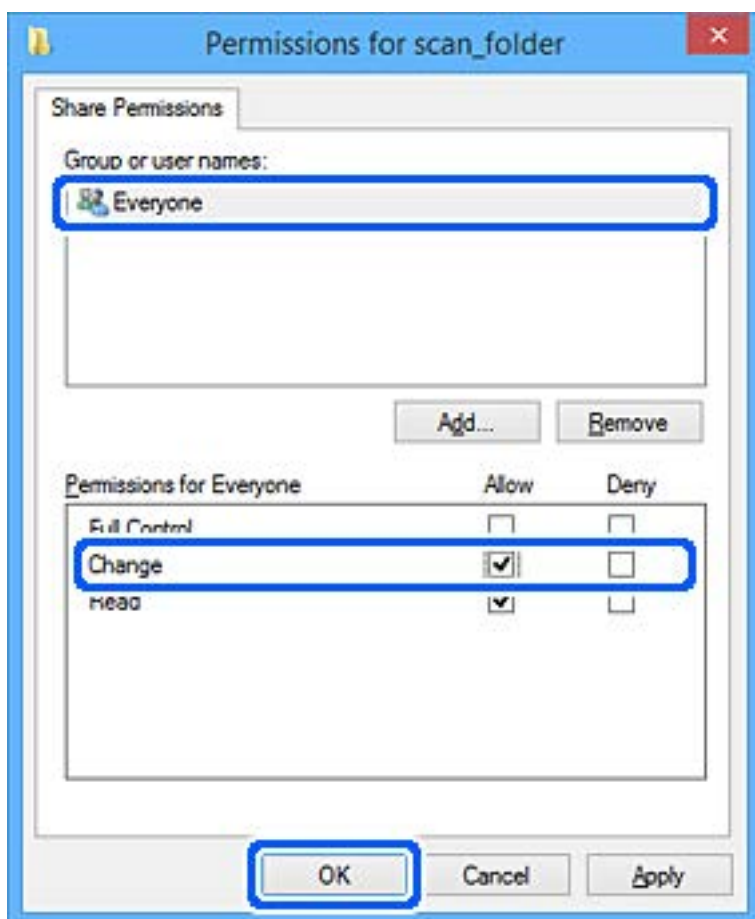 Permissions for scan_folder
Share Permissions
Group or user names:
Everyone
Add... Remove
Permissions for Everyone Allow Deny
Full Control
Change
Read
OK Cancel Apply